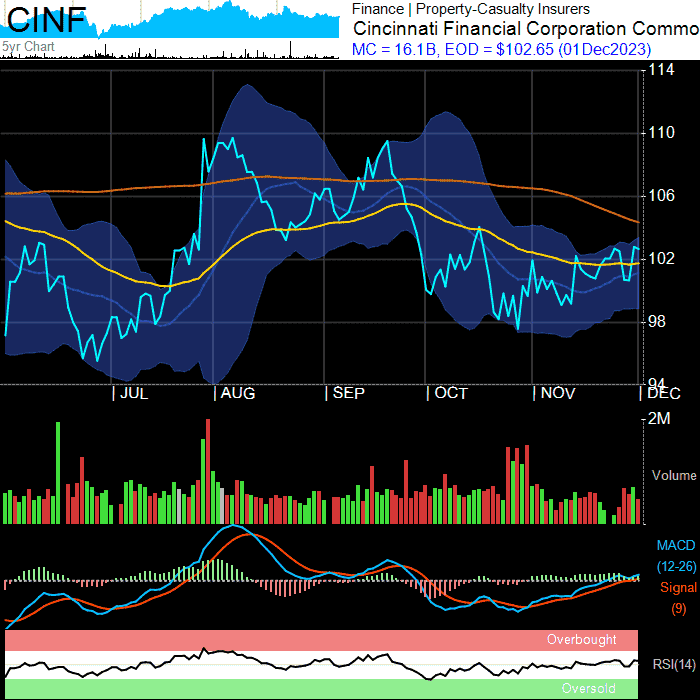 CINF
5yr Chart
Finance | Property-Casualty Insurers
Cincinnati Financial Corporation Commo
MC = 16.1B, EOD = $102.65 (01Dec2023)
114
110
106
102
98
94
JUL
AUG
SEP
OCT
NOV
DEC
2M
Volume
MACD
(12-26)
Signal
(9)
Overbought
RSI(14)
Oversold